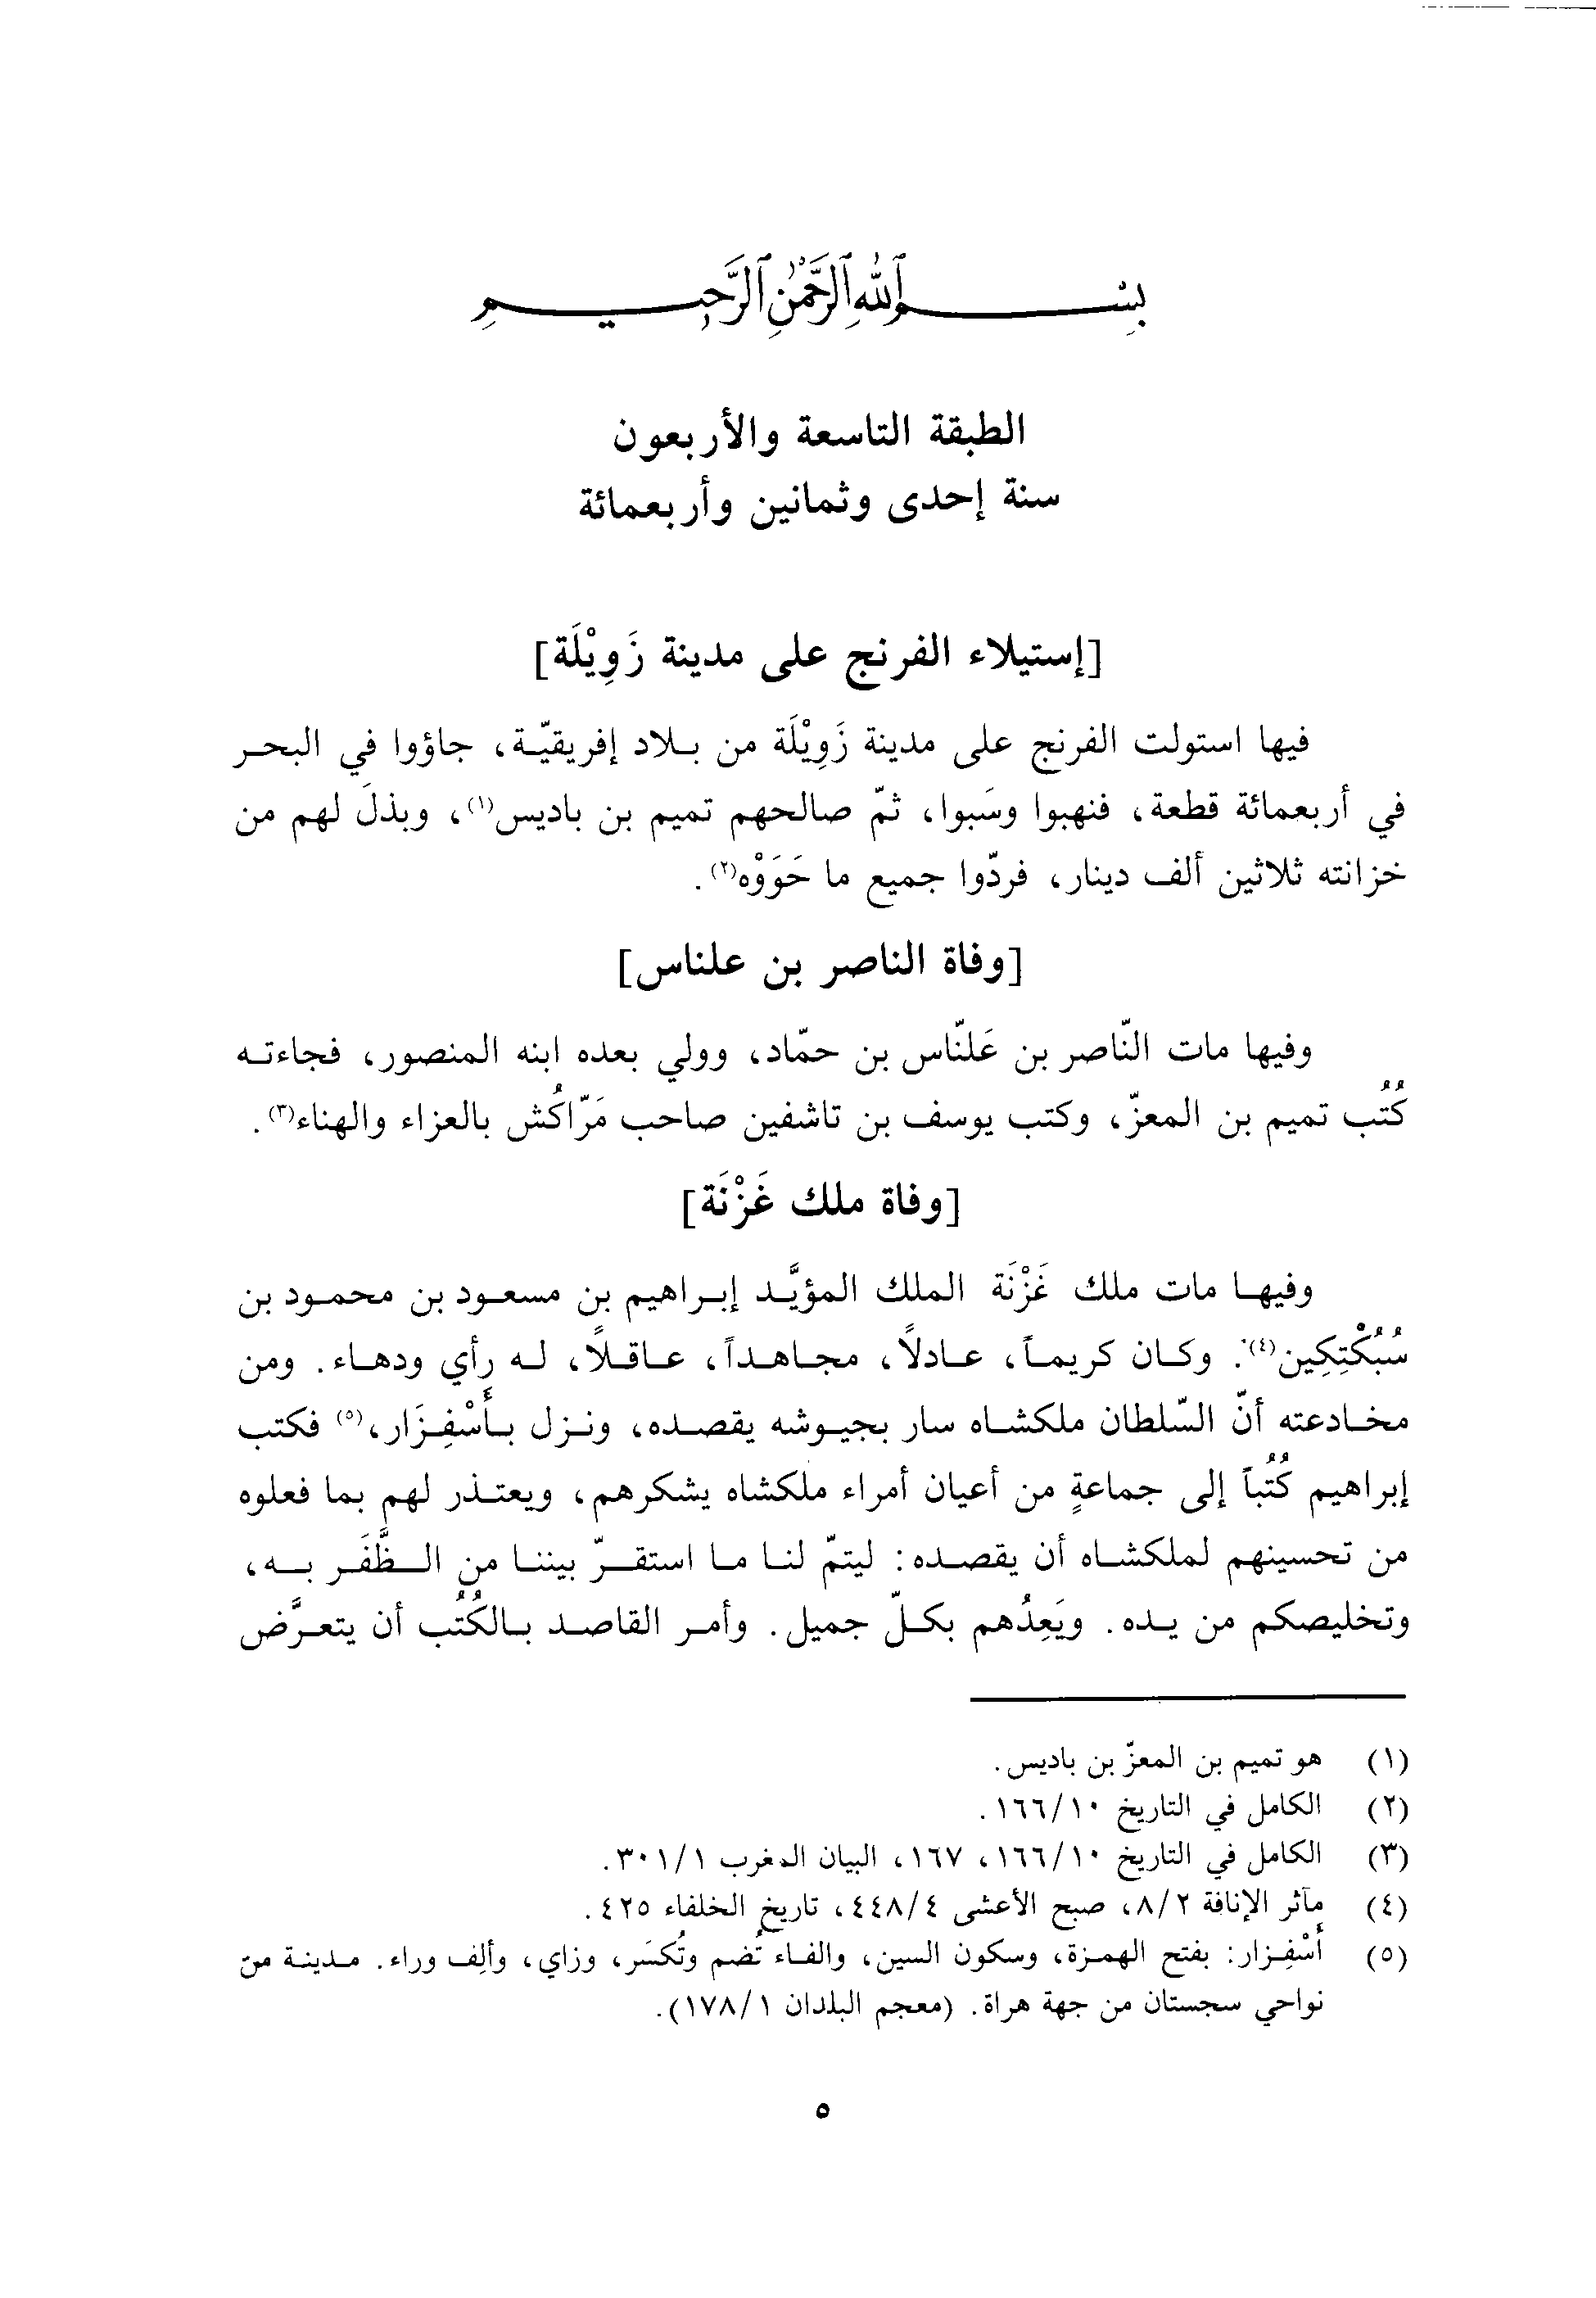 بِسْمِ ٱللَّهِ ٱلرَّحْمَٰنِ ٱلرَّحِيمِ
الطبقة التاسعة والأربعون
سنة إحدى وثمانين وأربعمائة
[إستيلاء الفرنج على مدينة زَوِيْلَة]
فيها استولت الفرنج على مدينة زَوِيْلَة من بلاد إفريقيّة، جاؤوا في البحر
في أربعمائة قطعة، فنهبوا وسَبوا، ثمّ صالحهم تميم بن باديس(١)، وبذلَ لهم من
خزانته ثلاثين ألف دينار، فردّوا جميع ما حَوَوْه(٢).
[وفاة الناصر بن علناس]
وفيها مات النّاصر بن عَلنّاس بن حمّاد، وولي بعده ابنه المنصور، فجاءته
كُتُب تميم بن المعزّ، وكتب يوسف بن تاشفين صاحب مَرّاكُش بالعزاء والهناء(٣).
[وفاة ملك غَزْنَة]
وفيها مات ملك غَزْنَة الملك المؤيَّد إبراهيم بن مسعود بن محمود بن
سُبُكْتِكِين(٤). وكان كريماً، عادلاً، مجاهداً، عاقلاً، له رأي ودهاء. ومن
مخادعته أنّ السّلطان ملكشاه سار بجيوشه يقصده، ونزل بأَسْفِزَار،(٥) فكتب
إبراهيم كُتُباً إلى جماعةٍ من أعيان أمراء ملكشاه يشكرهم، ويعتذر لهم بما فعلوه
من تحسينهم لملكشاه أن يقصده: ليتمّ لنا ما استقرّ بيننا من الظَّفَر به،
وتخليصكم من يده. ويَعِدُهم بكلّ جميل. وأمر القاصد بالكُتُب أن يتعرَّض
(١) هو تميم بن المعزّ بن باديس.
(٢) الكامل في التاريخ ١٦٦/١٠.
(٣) الكامل في التاريخ ١٦٦/١٠، ١٦٧، البيان المغرب ٣٠١/١.
(٤) مآثر الإنافة ٨/٢، صبح الأعشى ٤٤٨/٤، تاريخ الخلفاء ٤٢٥.
(٥) أَسْفِزار: بفتح الهمزة، وسكون السين، والفاء تُضم وتُكسَر، وزاي، وألِف وراء. مدينة من
نواحي سجستان من جهة هراة. (معجم البلدان ١٧٨/١).
٥